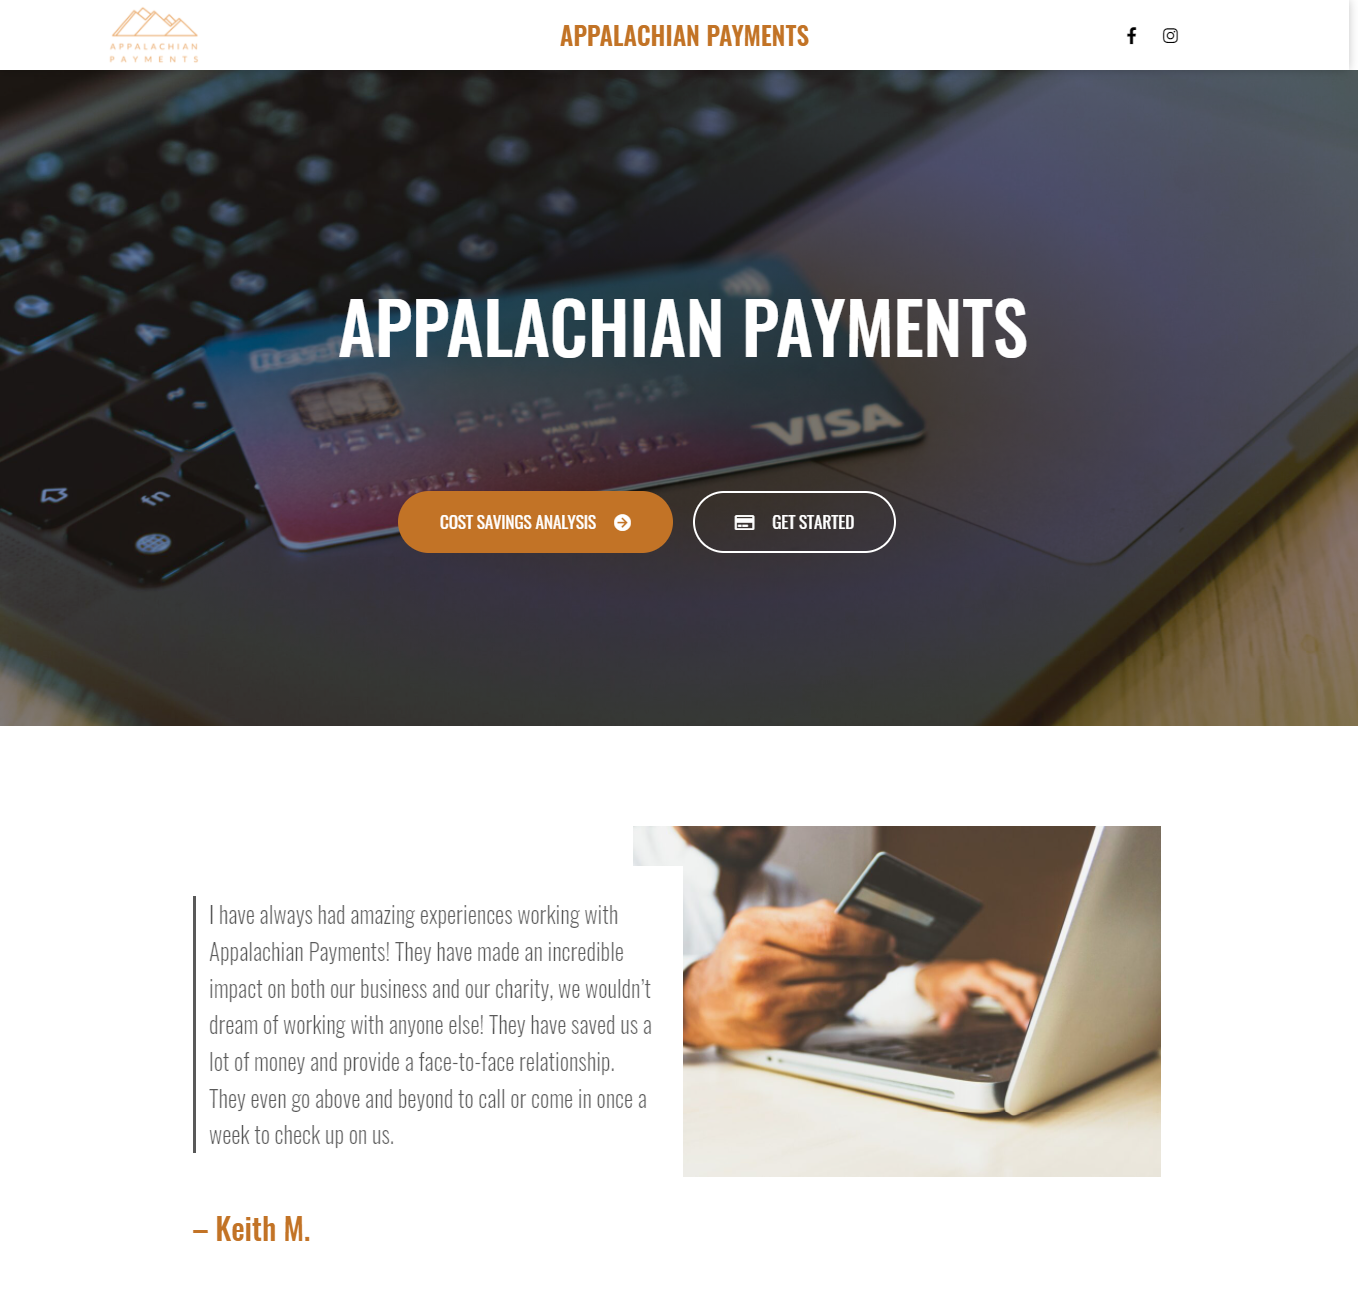 APPALACHIAN
PAYMENTS
APPALACHIAN PAYMENTS
APPALACHIAN PAYMENTS
VISA
VALID THRU
fn
COST SAVINGS ANALYSIS
GET STARTED
I have always had amazing experiences working with
Appalachian Payments! They have made an incredible
impact on both our business and our charity, we wouldn’t
dream of working with anyone else! They have saved us a
lot of money and provide a face-to-face relationship.
They even go above and beyond to call or come in once a
week to check up on us.
– Keith M.